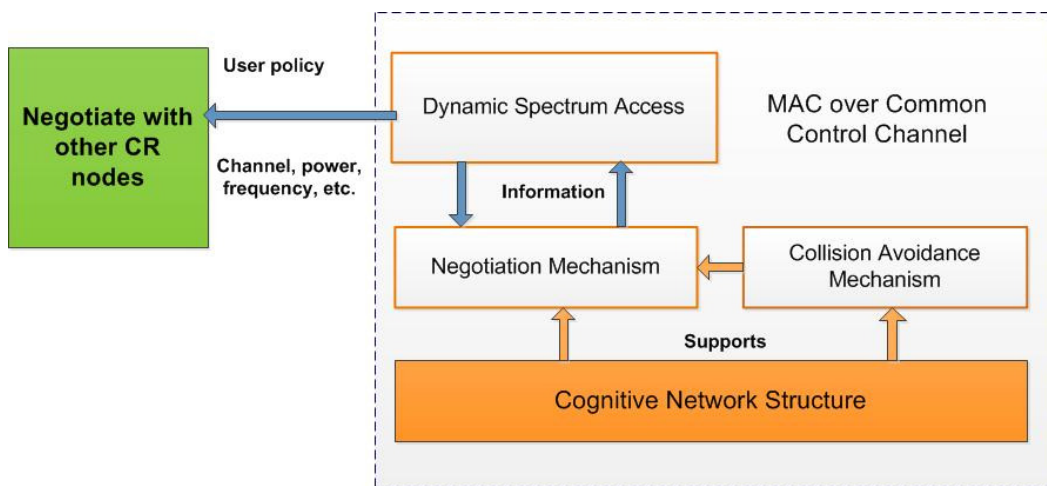 User policy
Negotiate with
other CR
nodes
Channel, power,
frequency, etc.
Dynamic Spectrum Access
MAC over Common
Control Channel
Information
Negotiation Mechanism
Collision Avoidance
Mechanism
Supports
Cognitive Network Structure